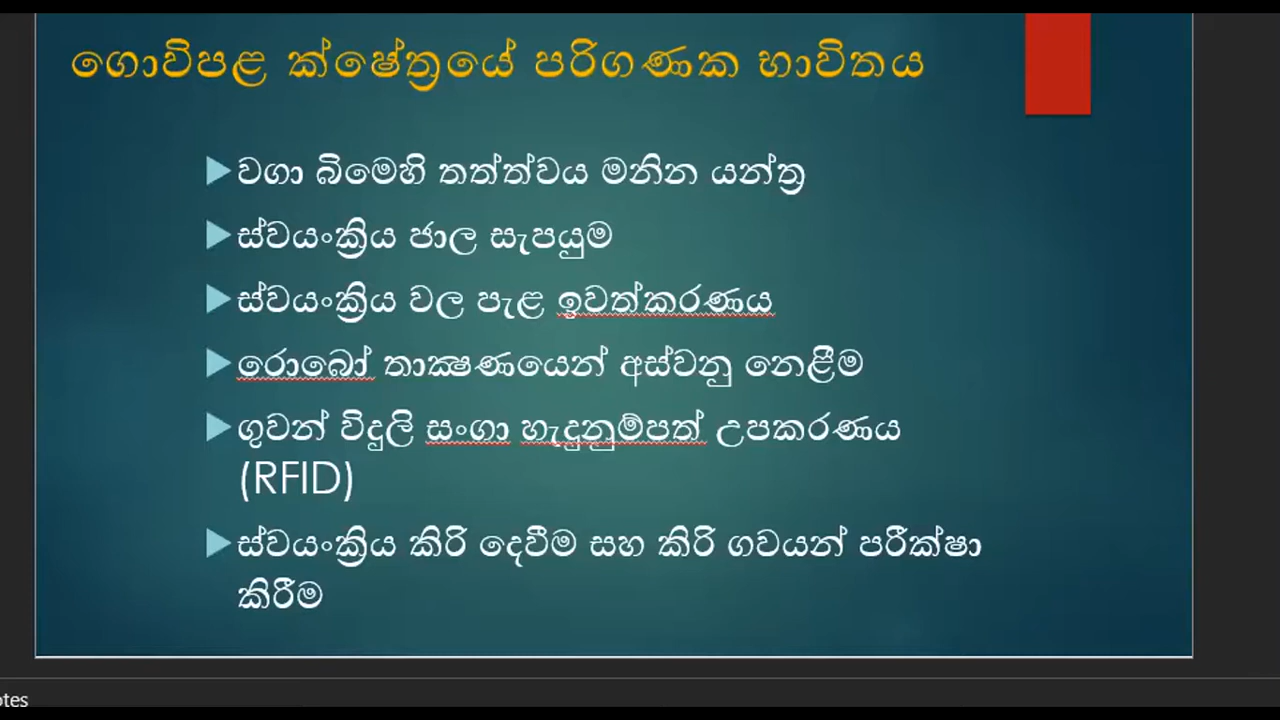 ගොවිපළ ක්ෂේත්‍රයේ පරිගණක භාවිතය
වගා බිමෙහි තත්ත්වය මනින යන්ත්‍ර
ස්වයංක්‍රිය ජාල සැපයුම
ස්වයංක්‍රිය වල පැළ ඉවත්කරණය
රොබෝ තාක්‍ෂණයෙන් අස්වනු නෙළීම
ගුවන් විදුලි සංඟා හැඳුනුම්පත් උපකරණය
(RFID)
ස්වයංක්‍රිය කිරි දෙවීම සහ කිරි ගවයන් පරීක්ෂා
කිරීම
otes